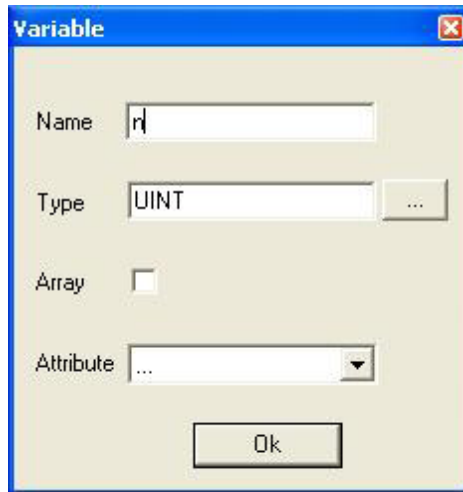 Variable
Name n
Type UINT ...
Array
Attribute ...
Ok